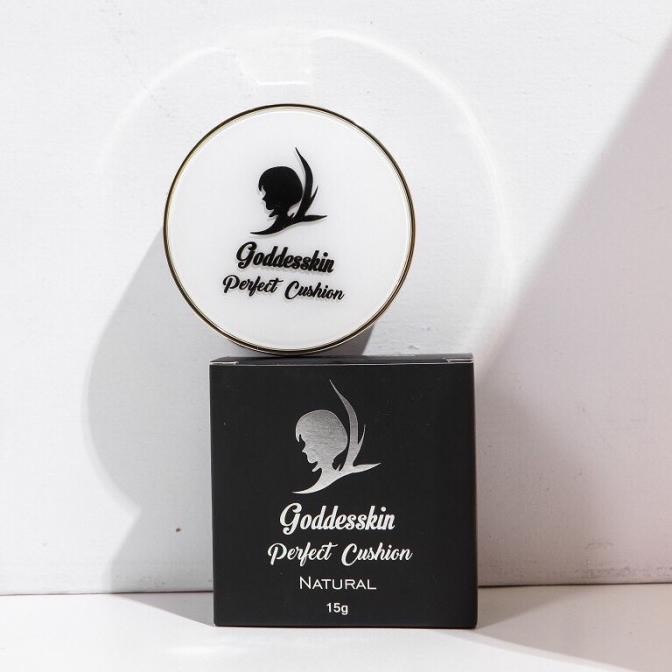 Goddesskin
Perfect Cushion
Goddesskin
Perfect Cushion
NATURAL
15g